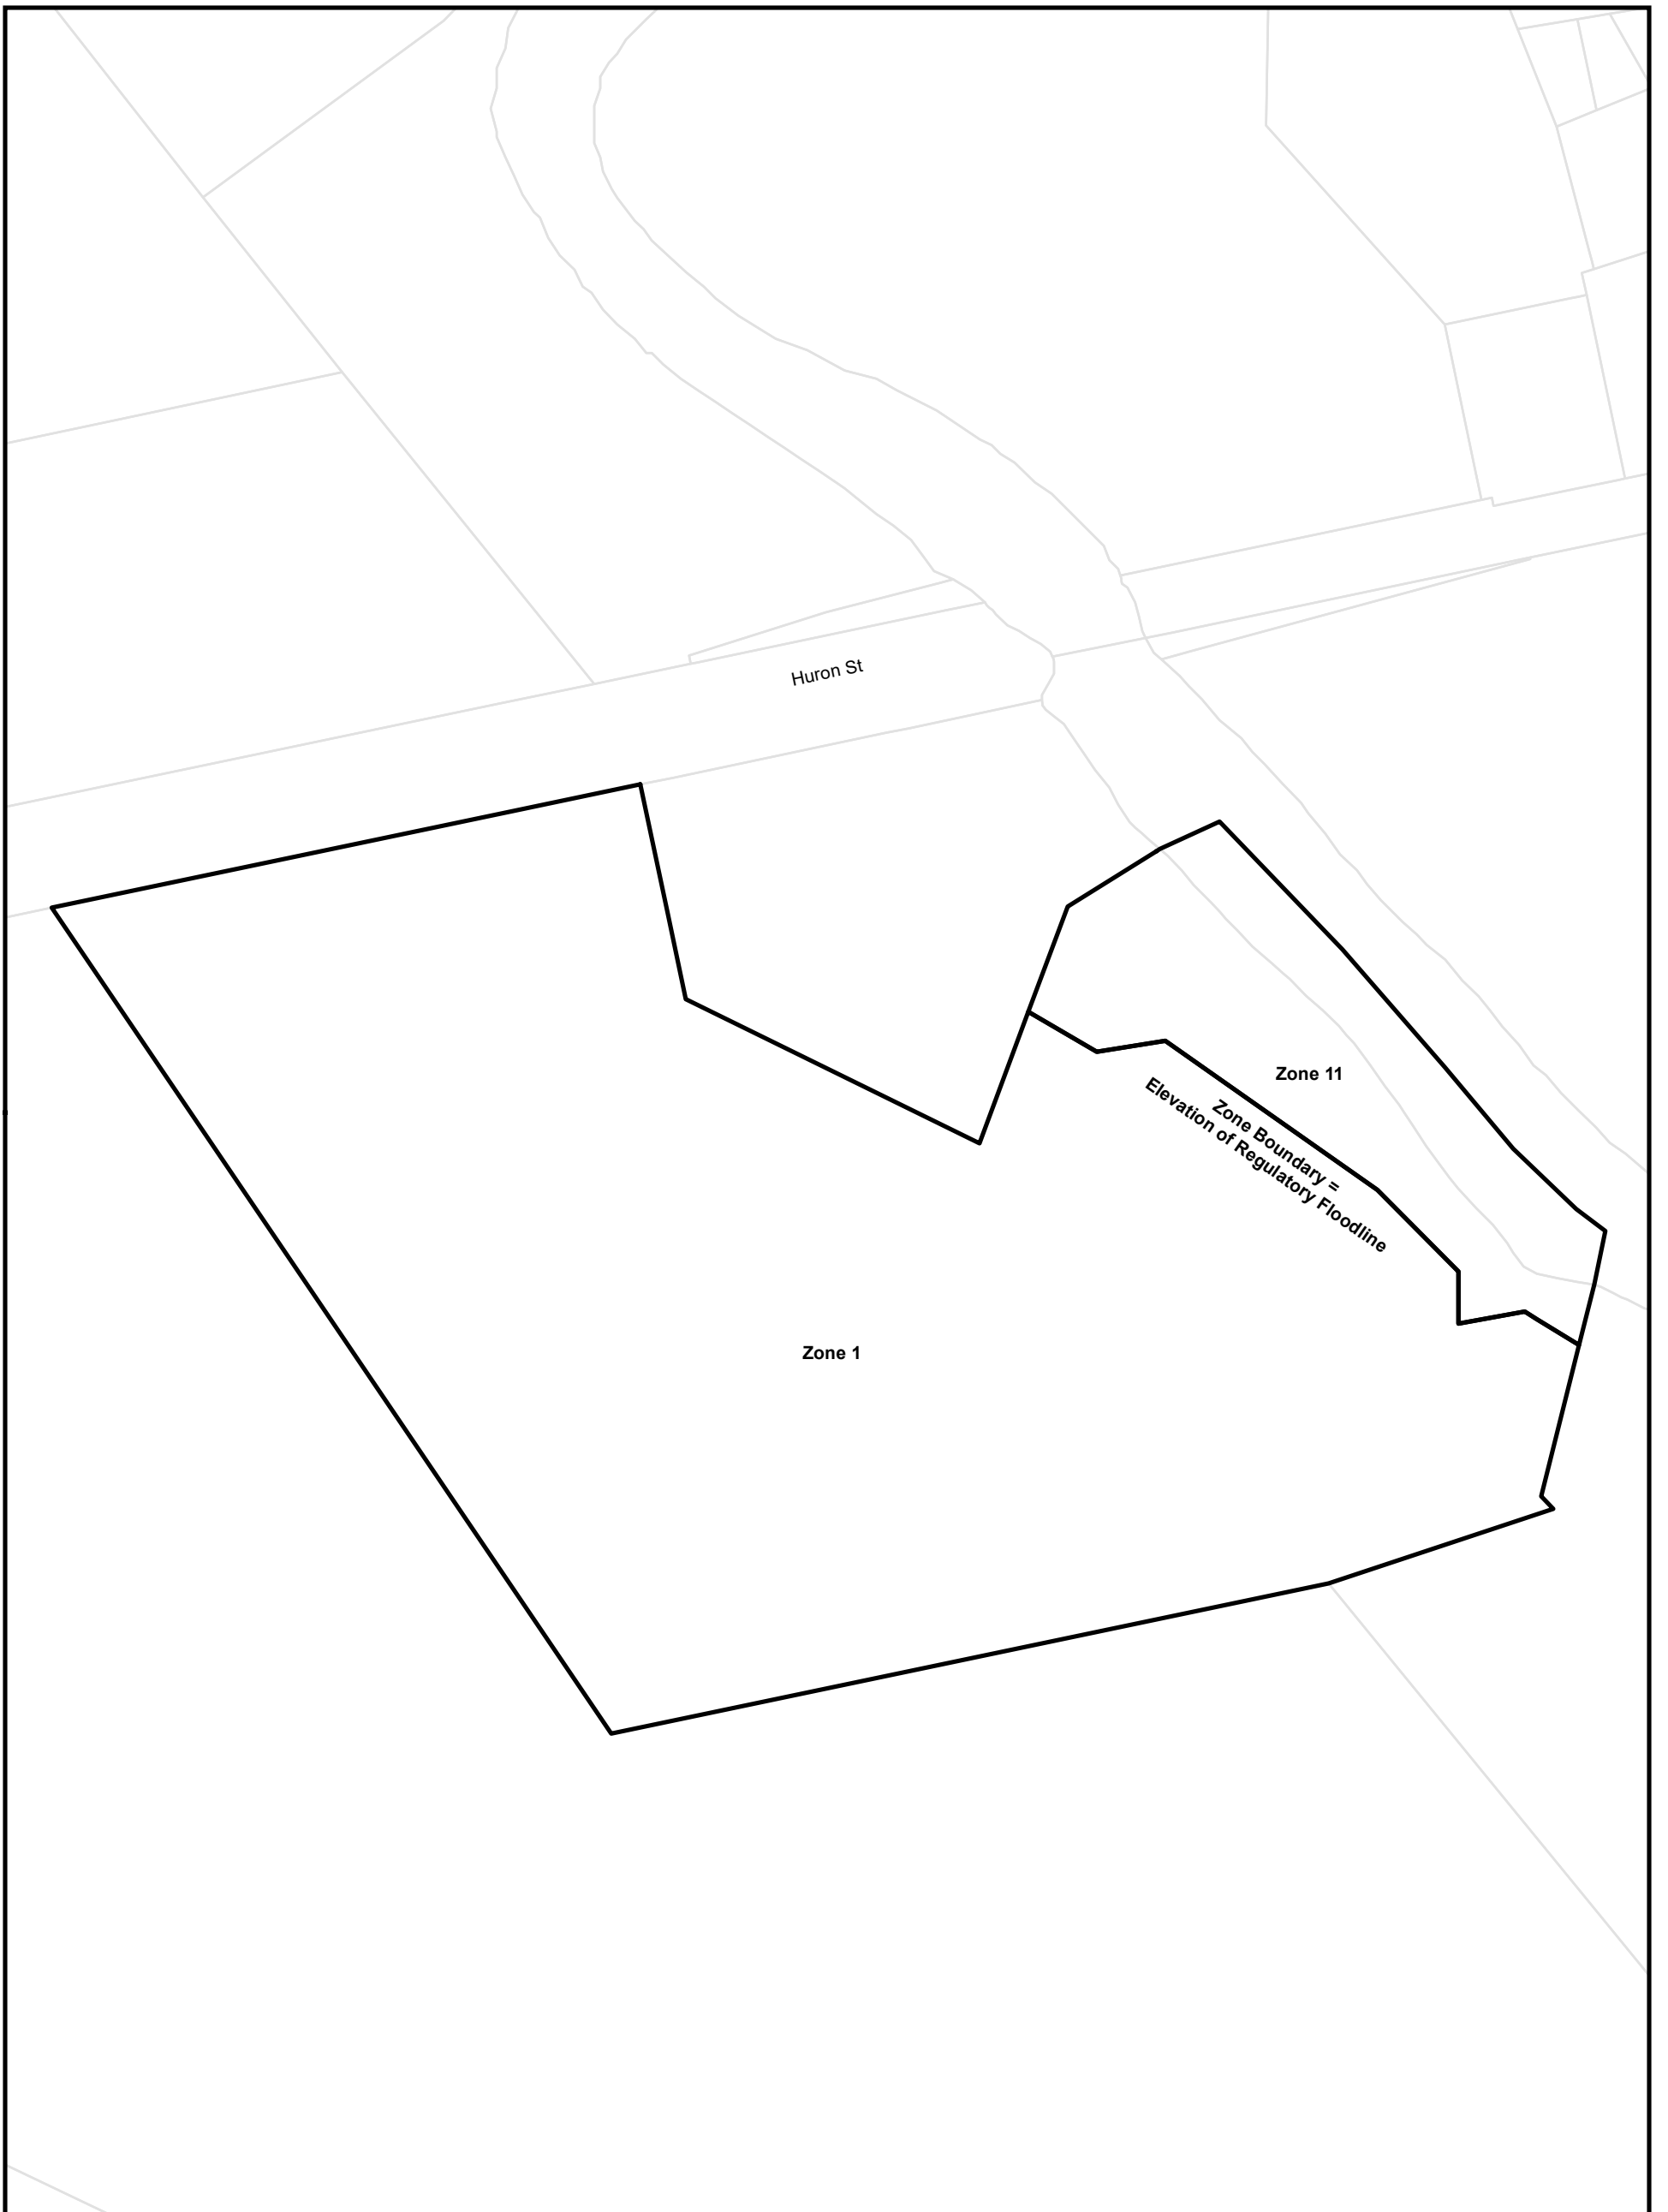 Huron St
Zone 11
Zone Boundary =
Elevation of Regulatory Floodline
Zone 1